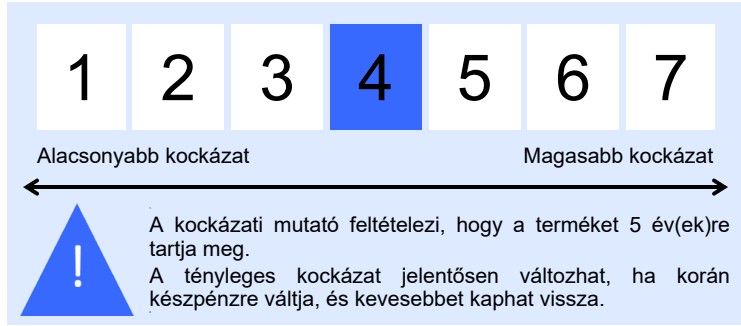 1 2 3 4 5 6 7
Alacsonyabb kockázat Magasabb kockázat
!
A kockázati mutató feltételezi, hogy a terméket 5 év(ek)re
tartja meg.
A tényleges kockázat jelentősen változhat, ha korán
készpénzre váltja, és kevesebbet kaphat vissza.